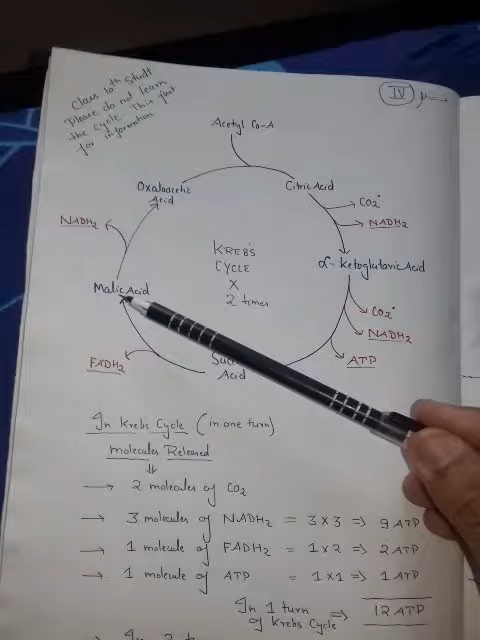 Class 10th Studt
Please do not learn
the Cycle. This just
for information
IV
Acetyl Co-A
Oxaloacetic
Acid
Citric Acid
CO2
NADH2
NADH2
KREB'S
CYCLE
X
2 times
α-ketoglutaric Acid
Malic Acid
CO2
NADH2
ATP
FADH2
Acid
In Krebs Cycle (in one turn)
molecules Released
→ 2 molecules of CO2
→ 3 molecules of NADH2 = 3×3 => 9 ATP
→ 1 molecule of FADH2 = 1×2 => 2 ATP
→ 1 molecule of ATP = 1×1 => 1 ATP
In 1 turn
of Krebs Cycle => 12 ATP